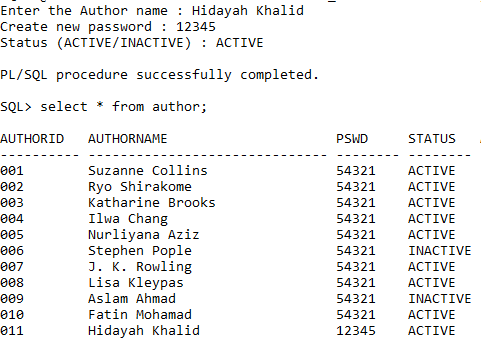 Enter the Author name : Hidayah Khalid
Create new password : 12345
Status (ACTIVE/INACTIVE) : ACTIVE
PL/SQL procedure successfully completed.
SQL> select * from author;
AUTHORID AUTHORNAME PSWD STATUS
---------- ------------------------------ -------- --------
001 Suzanne Collins 54321 ACTIVE
002 Ryo Shirakome 54321 ACTIVE
003 Katharine Brooks 54321 ACTIVE
004 Ilwa Chang 54321 ACTIVE
005 Nurliyana Aziz 54321 ACTIVE
006 Stephen Pople 54321 INACTIVE
007 J. K. Rowling 54321 ACTIVE
008 Lisa Kleypas 54321 ACTIVE
009 Aslam Ahmad 54321 INACTIVE
010 Fatin Mohamad 54321 ACTIVE
011 Hidayah Khalid 12345 ACTIVE